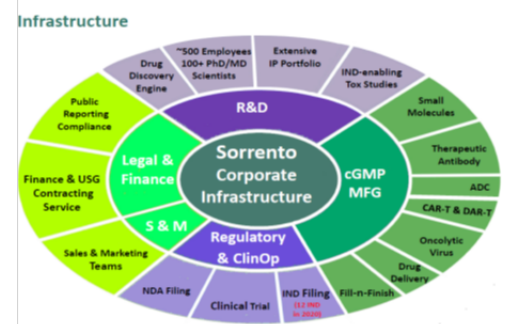 Infrastructure
Drug
Discovery
Engine
~500 Employees
100+ PhD/MD
Scientists
Extensive
IP Portfolio
IND-enabling
Tox Studies
Public
Reporting
Compliance
R&D
Small
Molecules
Legal &
Finance
Sorrento
Corporate
Infrastructure
cGMP
MFG
Therapeutic
Antibody
Finance & USG
Contracting
Service
ADC
CAR-T & DAR-T
S & M
Regulatory
& ClinOp
Oncolytic
Virus
Sales & Marketing
Teams
Drug
Delivery
NDA Filing
Clinical Trial
IND Filing
(12 IND
in 2020)
Fill-n-Finish